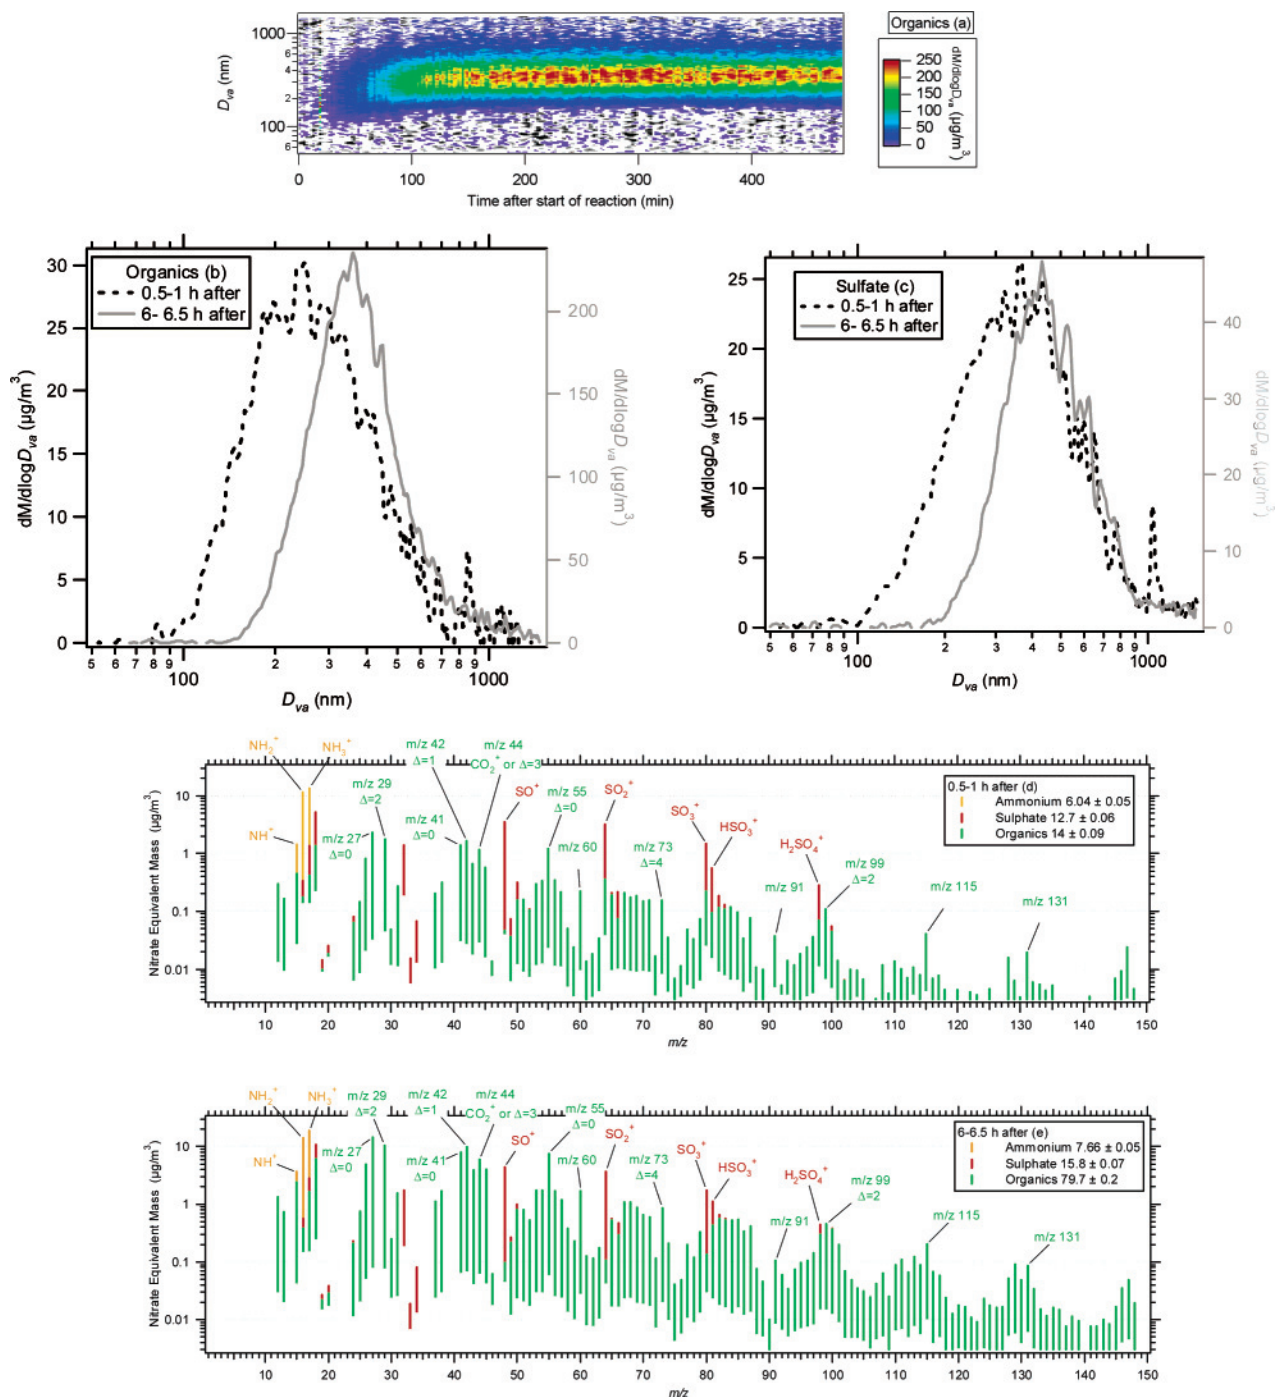 Organics (a)
1000
6
4
2
100
6
D_va (nm)
0
100
200
300
400
Time after start of reaction (min)
250
200
150
100
50
0
dM/dlogD_va (μg/m³)
Organics (b)
0.5-1 h after
6- 6.5 h after
30
25
20
15
10
5
0
dM/dlogD_va (μg/m³)
200
150
100
50
0
dM/dlogD_va (μg/m³)
5 6 7 8 9 100 2 3 4 5 6 7 8 9 1000
D_va (nm)
Sulfate (c)
0.5-1 h after
6- 6.5 h after
25
20
15
10
5
0
dM/dlogD_va (μg/m³)
40
30
20
10
0
dM/dlogD_va (μg/m³)
5 6 7 8 9 100 2 3 4 5 6 7 8 9 1000
D_va (nm)
NH₂⁺
NH₃⁺
NH⁺
m/z 27
Δ=0
m/z 29
Δ=2
m/z 41
Δ=0
m/z 42
Δ=1
m/z 44
CO₂⁺ or Δ=3
SO⁺
m/z 55
Δ=0
m/z 60
SO₂⁺
m/z 73
Δ=4
SO₃⁺
HSO₃⁺
m/z 91
H₂SO₄⁺
m/z 99
Δ=2
m/z 115
m/z 131
0.5-1 h after (d)
Ammonium 6.04 ± 0.05
Sulphate 12.7 ± 0.06
Organics 14 ± 0.09
10
1
0.1
0.01
Nitrate Equivalent Mass (μg/m³)
10 20 30 40 50 60 70 80 90 100 110 120 130 140 150
m/z
NH₂⁺
NH₃⁺
NH⁺
m/z 27
Δ=0
m/z 29
Δ=2
m/z 41
Δ=0
m/z 42
Δ=1
m/z 44
CO₂⁺ or Δ=3
SO⁺
m/z 55
Δ=0
m/z 60
SO₂⁺
m/z 73
Δ=4
SO₃⁺
HSO₃⁺
m/z 91
H₂SO₄⁺
m/z 99
Δ=2
m/z 115
m/z 131
6-6.5 h after (e)
Ammonium 7.66 ± 0.05
Sulphate 15.8 ± 0.07
Organics 79.7 ± 0.2
10
1
0.1
0.01
Nitrate Equivalent Mass (μg/m³)
10 20 30 40 50 60 70 80 90 100 110 120 130 140 150
m/z